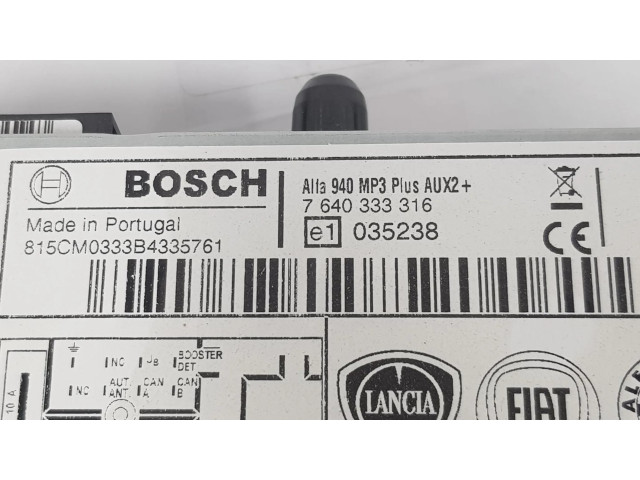 BOSCH
Alfa 940 MP3 Plus AUX2+
7 640 333 316
Made in Portugal
e1 035238
CE
815CM0333B4335761
NC
BOOSTER
DET
NC
AUT. CAN CAN
ANT. A B
10 A
LANCIA
FIAT